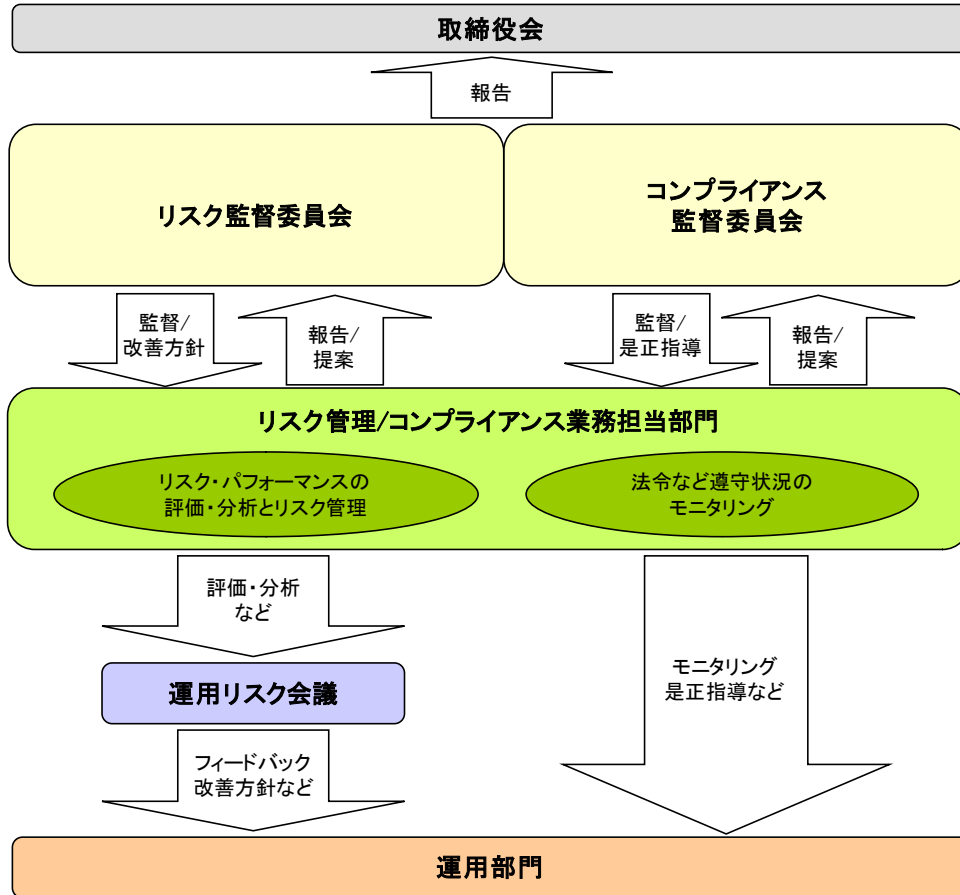 取締役会
報告
リスク監督委員会
コンプライアンス
監督委員会
監督/
改善方針
報告/
提案
監督/
是正指導
報告/
提案
リスク管理/コンプライアンス業務担当部門
リスク・パフォーマンスの
評価・分析とリスク管理
法令など遵守状況の
モニタリング
評価・分析
など
運用リスク会議
フィードバック
改善方針など
モニタリング
是正指導など
運用部門